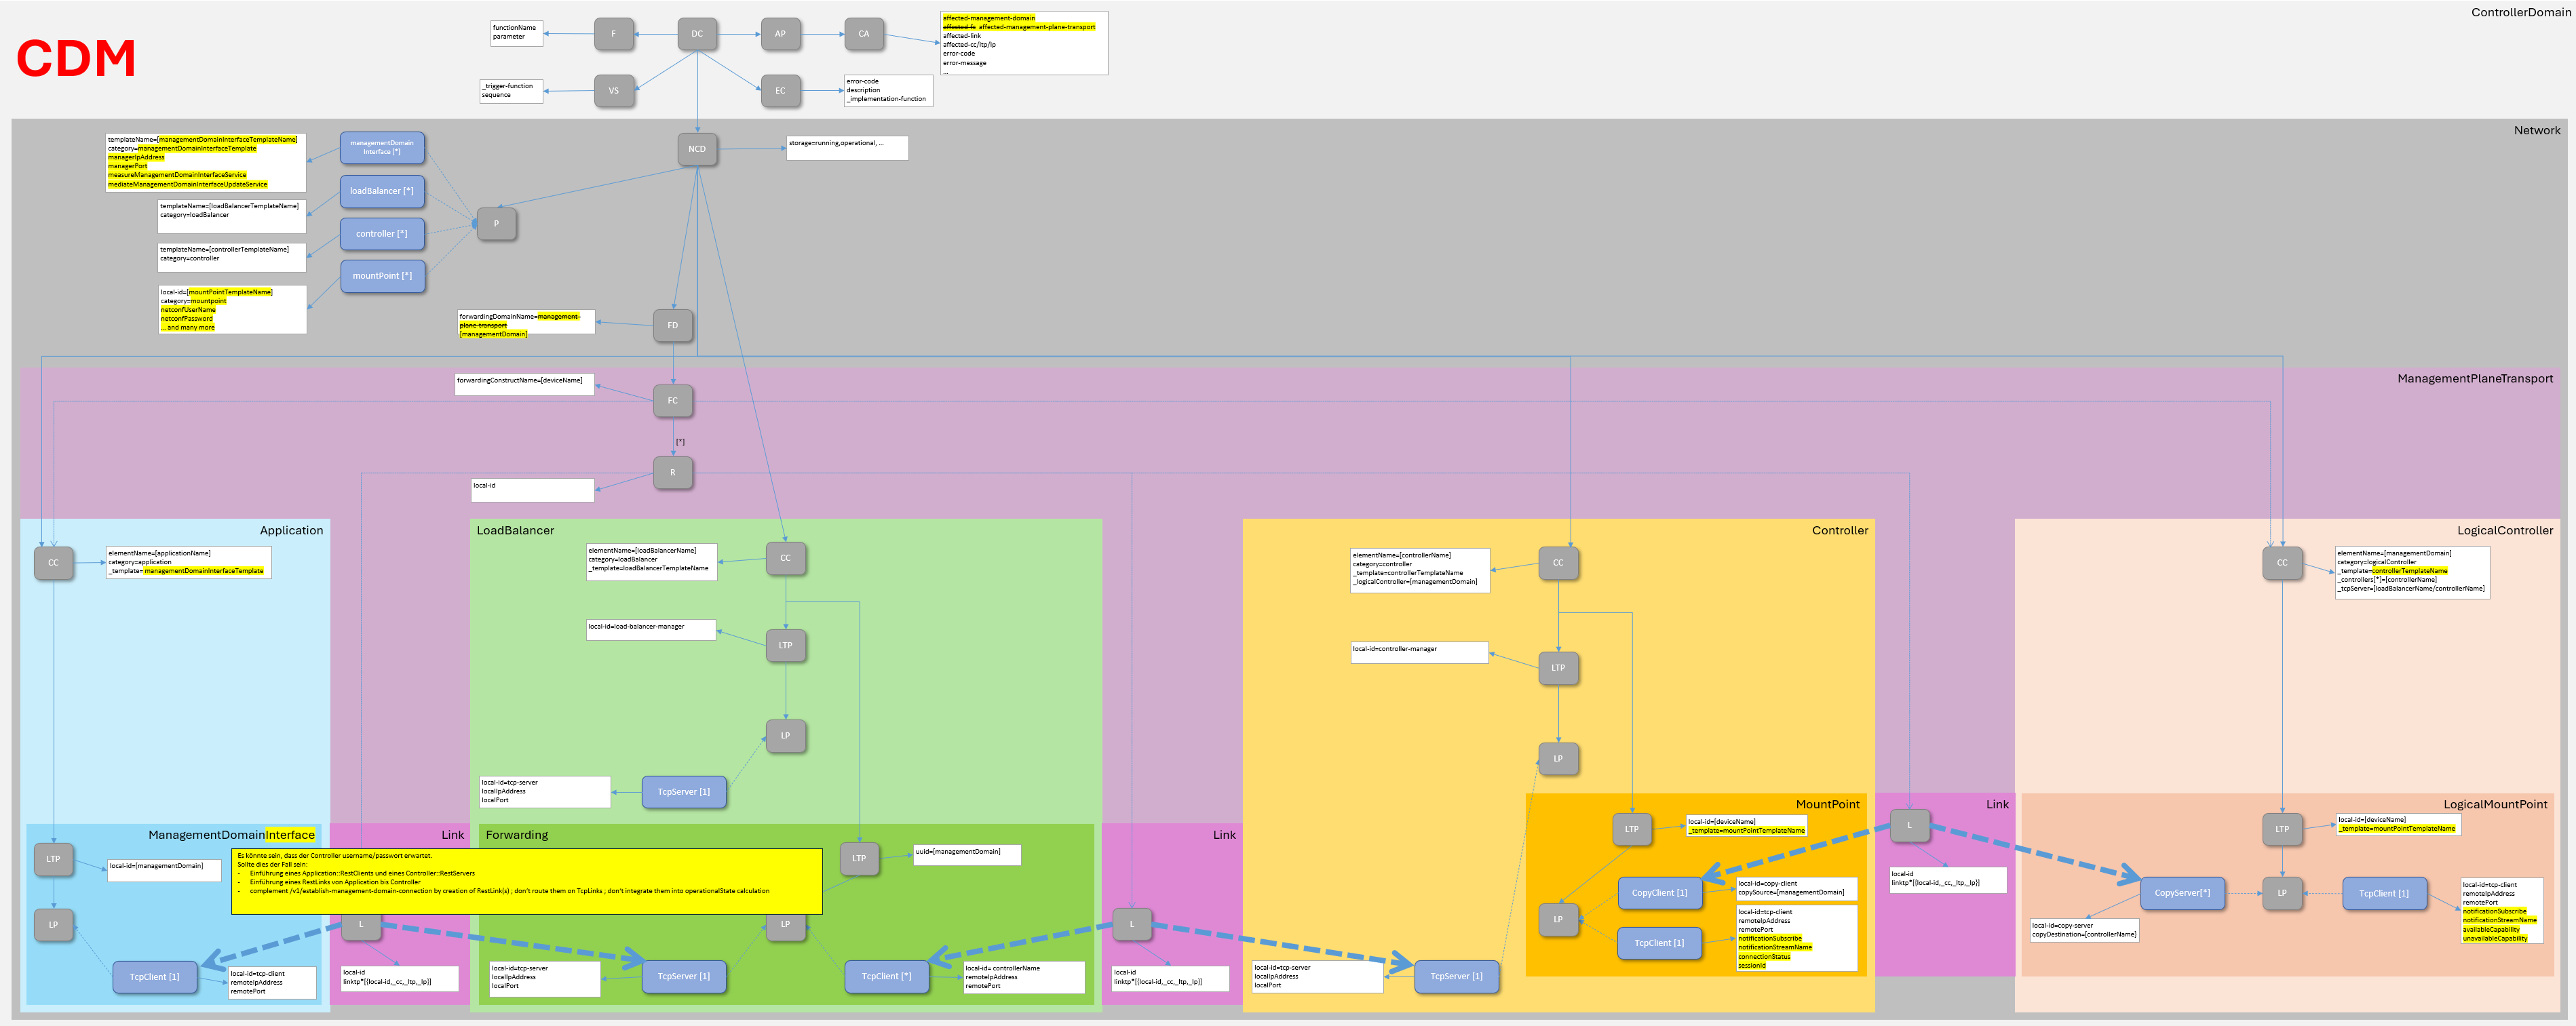 ControllerDomain
CDM
functionName
parameter
F
DC
AP
CA
affected-management-domain
affected-fc affected-management-plane-transport
affected-link
affected-cc/ltp/lp
error-code
error-message
...
_trigger-function
sequence
VS
EC
error-code
description
_implementation-function
Network
templateName=[managementDomainInterfaceTemplateName]
category=managementDomainInterfaceTemplate
managerIpAddress
managerPort
measureManagementDomainInterfaceService
mediateManagementDomainInterfaceUpdateService
managementDomain
Interface [*]
NCD
storage=running,operational, ...
loadBalancer [*]
templateName=[loadBalancerTemplateName]
category=loadBalancer
P
controller [*]
templateName=[controllerTemplateName]
category=controller
mountPoint [*]
local-id=[mountPointTemplateName]
category=mountpoint
netconfUserName
netconfPassword
... and many more
forwardingDomainName=management-
plane-transport
[managementDomain]
FD
ManagementPlaneTransport
forwardingConstructName=[deviceName]
FC
[*]
R
local-id
Application
CC
elementName=[applicationName]
category=application
_template= managementDomainInterfaceTemplate
ManagementDomainInterface
LTP
local-id=[managementDomain]
LP
TcpClient [1]
local-id=tcp-client
remoteIpAddress
remotePort
Link
L
local-id
linktp*[{local-id,_cc,_ltp,_lp}]
Es könnte sein, dass der Controller username/passwort erwartet.
Sollte dies der Fall sein:
- Einführung eines Application::RestClients und eines Controller::RestServers
- Einführung eines RestLinks von Application bis Controller
- complement /v1/establish-management-domain-connection by creation of RestLink(s) ; don't route them on TcpLinks ; don't integrate them into operationalState calculation
LoadBalancer
elementName=[loadBalancerName]
category=loadBalancer
_template=loadBalancerTemplateName
CC
local-id=load-balancer-manager
LTP
LP
local-id=tcp-server
localIpAddress
localPort
TcpServer [1]
Forwarding
LTP
uuid=[managementDomain]
LP
local-id=tcp-server
localIpAddress
localPort
TcpServer [1]
TcpClient [*]
local-id= controllerName
remoteIpAddress
remotePort
Link
L
local-id
linktp*[{local-id,_cc,_ltp,_lp}]
Controller
elementName=[controllerName]
category=controller
_template=controllerTemplateName
_logicalController=[managementDomain]
CC
local-id=controller-manager
LTP
LP
local-id=tcp-server
localIpAddress
localPort
TcpServer [1]
MountPoint
LTP
local-id=[deviceName]
_template=mountPointTemplateName
CopyClient [1]
local-id=copy-client
copySource=[managementDomain]
LP
TcpClient [1]
local-id=tcp-client
remoteIpAddress
remotePort
notificationSubscribe
notificationStreamName
connectionStatus
sessionId
Link
L
local-id
linktp*[{local-id,_cc,_ltp,_lp}]
LogicalController
CC
elementName=[managementDomain]
category=logicalController
_template=controllerTemplateName
_controllers[*]=[controllerName]
_tcpServer=[loadBalancerName/controllerName]
LogicalMountPoint
LTP
local-id=[deviceName]
_template=mountPointTemplateName
CopyServer[*]
LP
TcpClient [1]
local-id=copy-server
copyDestination=[controllerName]
local-id=tcp-client
remoteIpAddress
remotePort
notificationSubscribe
notificationStreamName
availableCapability
unavailableCapability